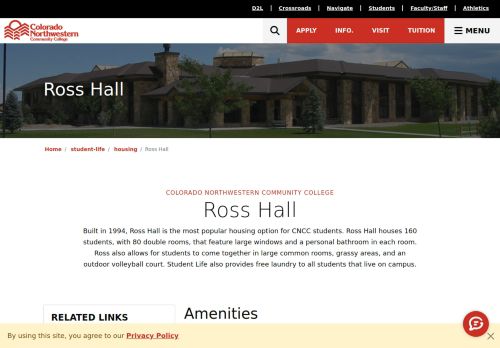 D2L | Crossroads | Navigate | Students | Faculty/Staff | Athletics
Colorado
Northwestern
Community College
APPLY INFO. VISIT TUITION MENU
Ross Hall
Home / student-life / housing / Ross Hall
COLORADO NORTHWESTERN COMMUNITY COLLEGE
Ross Hall
Built in 1994, Ross Hall is the most popular housing option for CNCC students. Ross Hall houses 160
students, with 80 double rooms, that feature large windows and a personal bathroom in each room.
Ross also allows for students to come together in large common rooms, grassy areas, and an
outdoor volleyball court. Student Life also provides free laundry to all students that live on campus.
RELATED LINKS
Amenities
By using this site, you agree to our Privacy Policy